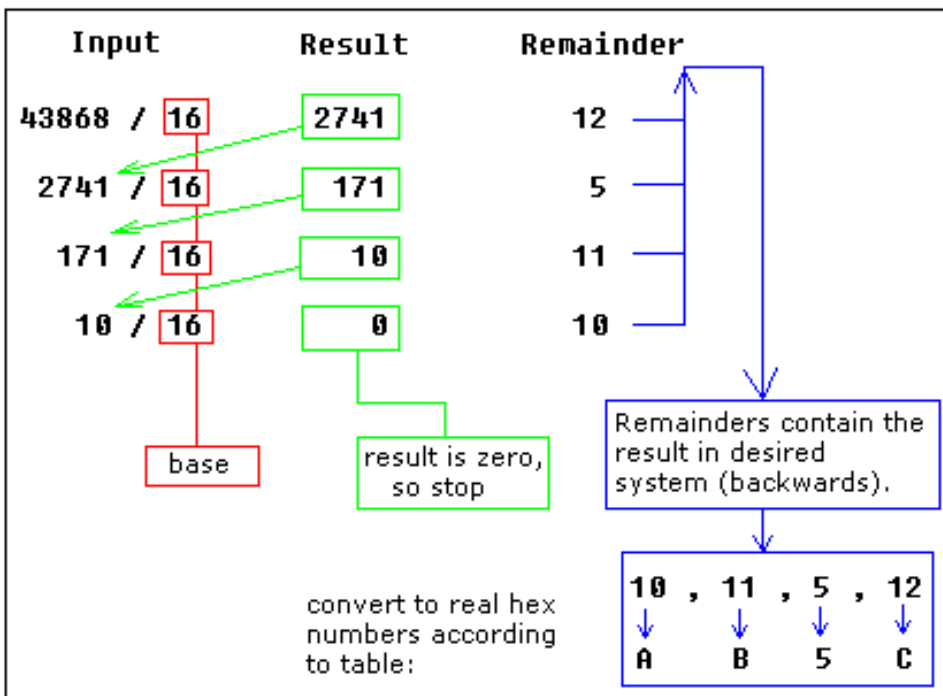 Input Result Remainder
43868 / 16 2741 12
2741 / 16 171 5
171 / 16 10 11
10 / 16 0 10
base
result is zero,
so stop
Remainders contain the
result in desired
system (backwards).
convert to real hex
numbers according
to table:
10 , 11 , 5 , 12
A B 5 C